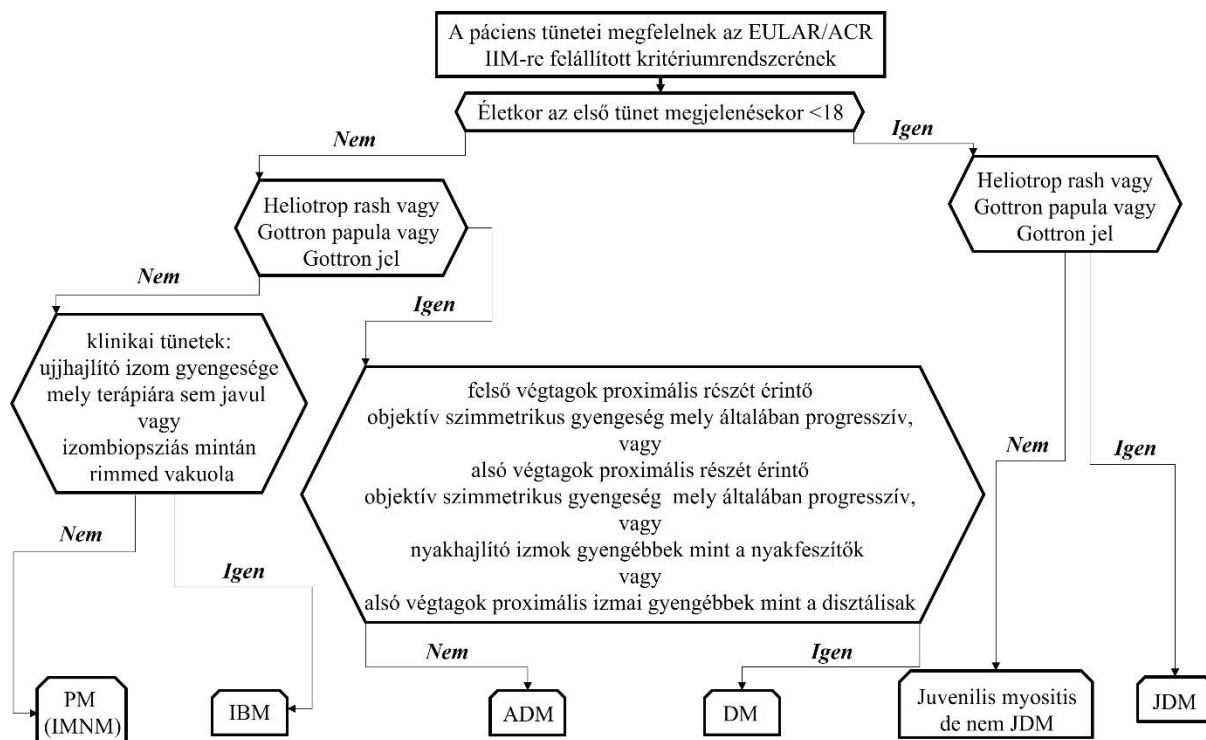 A páciens tünetei megfelelnek az EULAR/ACR
IIM-re felállított kritériumrendszerének
Életkor az első tünet megjelenésekor <18
Nem
Igen
Heliotrop rash vagy
Gottron papula vagy
Gottron jel
Heliotrop rash vagy
Gottron papula vagy
Gottron jel
Nem
Igen
klinikai tünetek:
ujjhajlító izom gyengesége
mely terápiára sem javul
vagy
izombiopsziás mintán
rimmed vakuola
felső végtagok proximális részét érintő
objektív szimmetrikus gyengeség mely általában progresszív,
vagy
alsó végtagok proximális részét érintő
objektív szimmetrikus gyengeség mely általában progresszív,
vagy
nyakhajlító izmok gyengébbek mint a nyakfeszítők
vagy
alsó végtagok proximális izmai gyengébbek mint a disztálisak
Nem
Igen
Nem
Igen
Nem
Igen
PM
(IMNM)
IBM
ADM
DM
Juvenilis myositis
de nem JDM
JDM